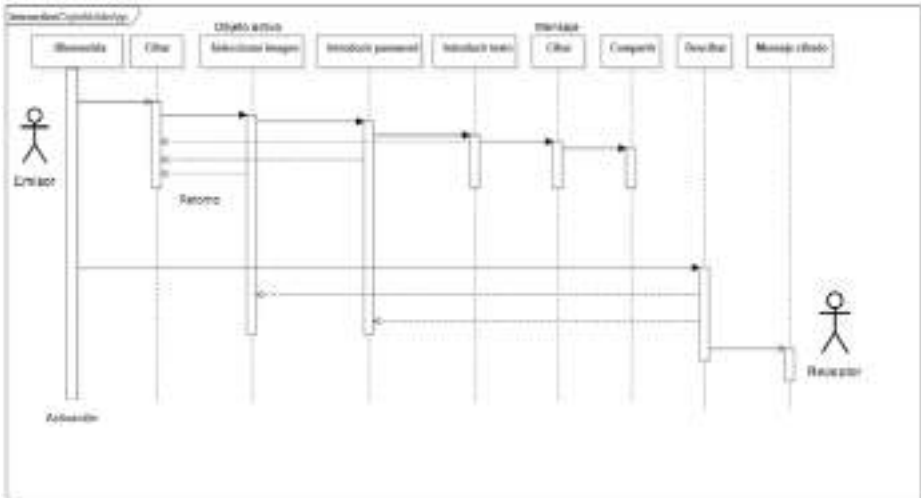 Objeto activo
Mensaje
Bienvenida
Cifrar
Seleccionar imagen
Introducir password
Introducir texto
Cifrar
Compartir
Descifrar
Mensaje cifrado
Emisor
Retorno
Receptor
Activación